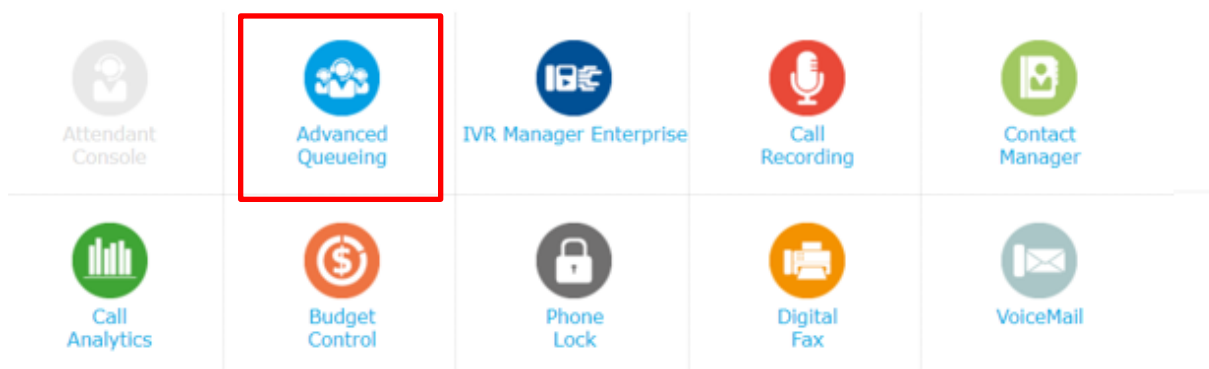 Attendant
Console
Advanced
Queueing
IVR Manager Enterprise
Call
Recording
Contact
Manager
Call
Analytics
Budget
Control
Phone
Lock
Digital
Fax
VoiceMail